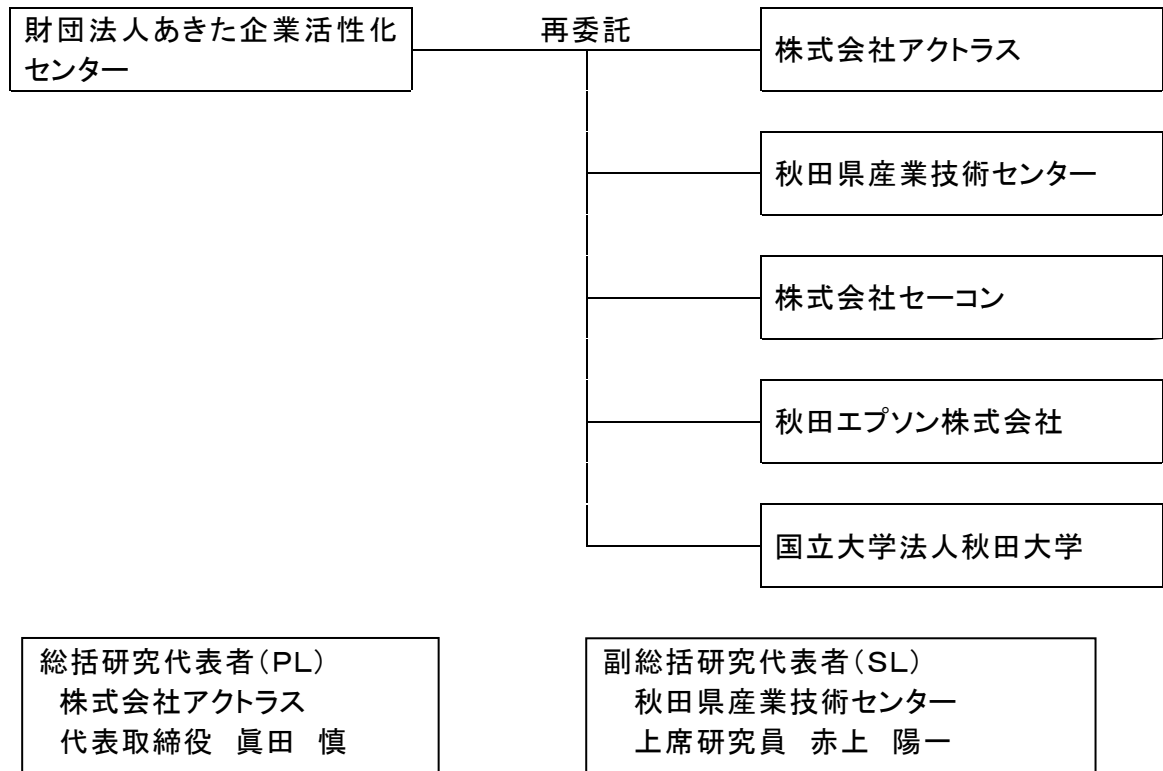 財団法人あきた企業活性化
センター
再委託
株式会社アクトラス
秋田県産業技術センター
株式会社セーコン
秋田エプソン株式会社
国立大学法人秋田大学
総括研究代表者(PL)
株式会社アクトラス
代表取締役　眞田　慎
副総括研究代表者(SL)
秋田県産業技術センター
上席研究員　赤上　陽一